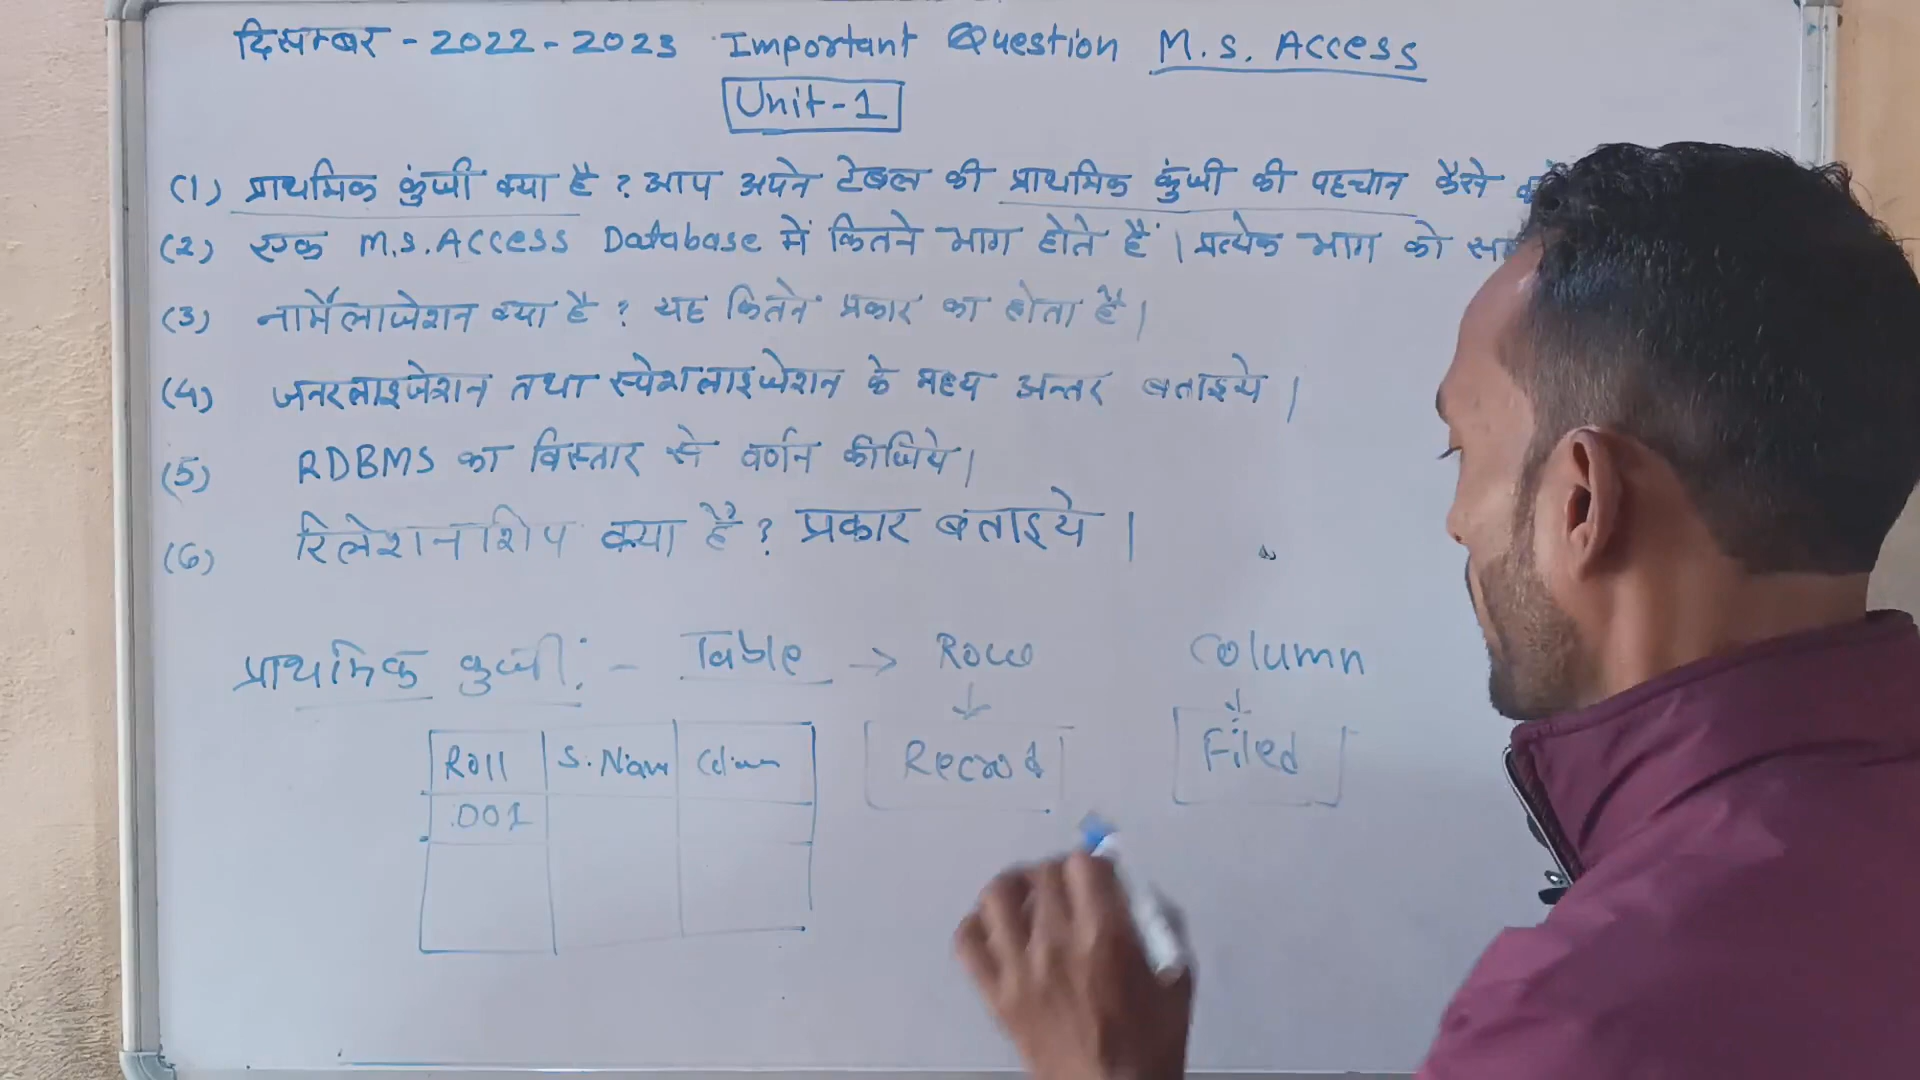 दिसम्बर - 2022-2023 Important Question M.S. Access
Unit-1
(1) प्राथमिक कुंजी क्या है ? आप अपने टेबल की प्राथमिक कुंजी की पहचान कैसे
(2) एक M.S. Access Database में कितने भाग होते हैं । प्रत्येक भाग को
(3) नार्मैलाजेशन क्या है ? यह कितने प्रकार का होता है ।
(4) जनरलाइजेशन तथा स्पेशलाइजेशन के मध्य अन्तर बताइये ।
(5) RDBMS का विस्तार से वर्णन कीजिये ।
(6) रिलेशनशिप क्या है ? प्रकार बताइये ।
प्राथमिक कुन्जी : - Table → Row Column
Roll S. Nam
Record Filed
.001